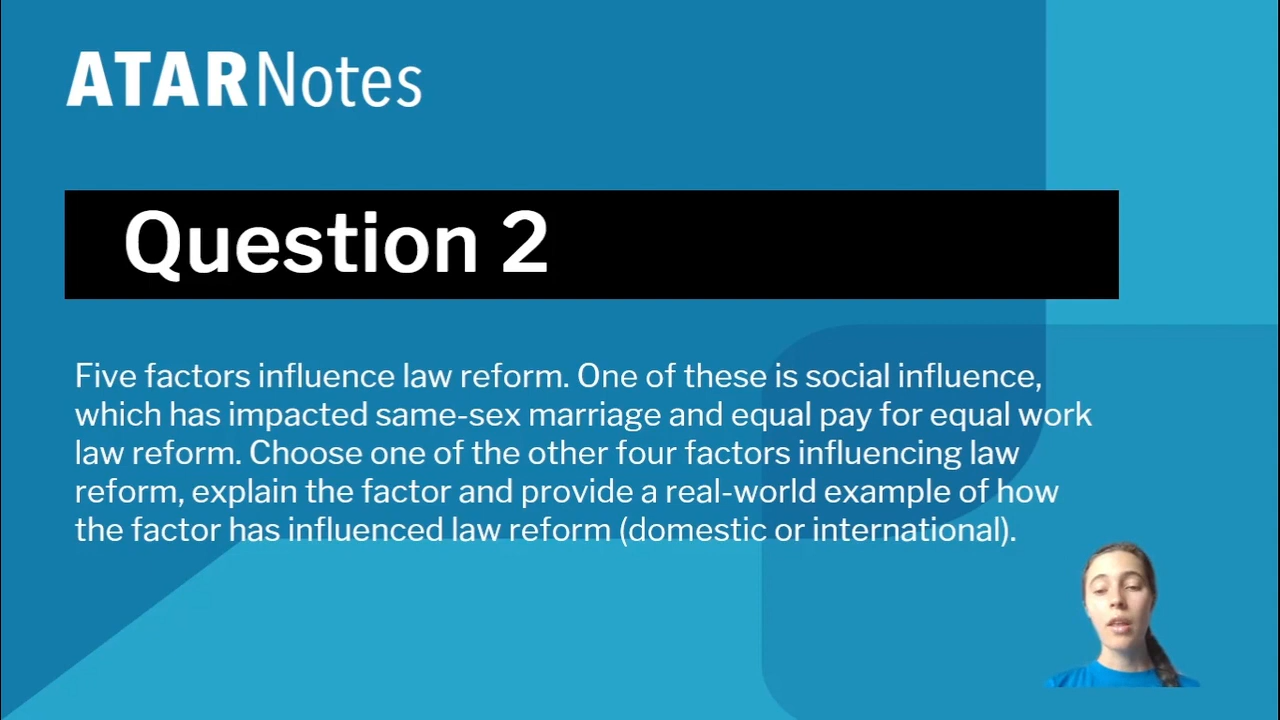 ATARNotes
Question 2
Five factors influence law reform. One of these is social influence,
which has impacted same-sex marriage and equal pay for equal work
law reform. Choose one of the other four factors influencing law
reform, explain the factor and provide a real-world example of how
the factor has influenced law reform (domestic or international).